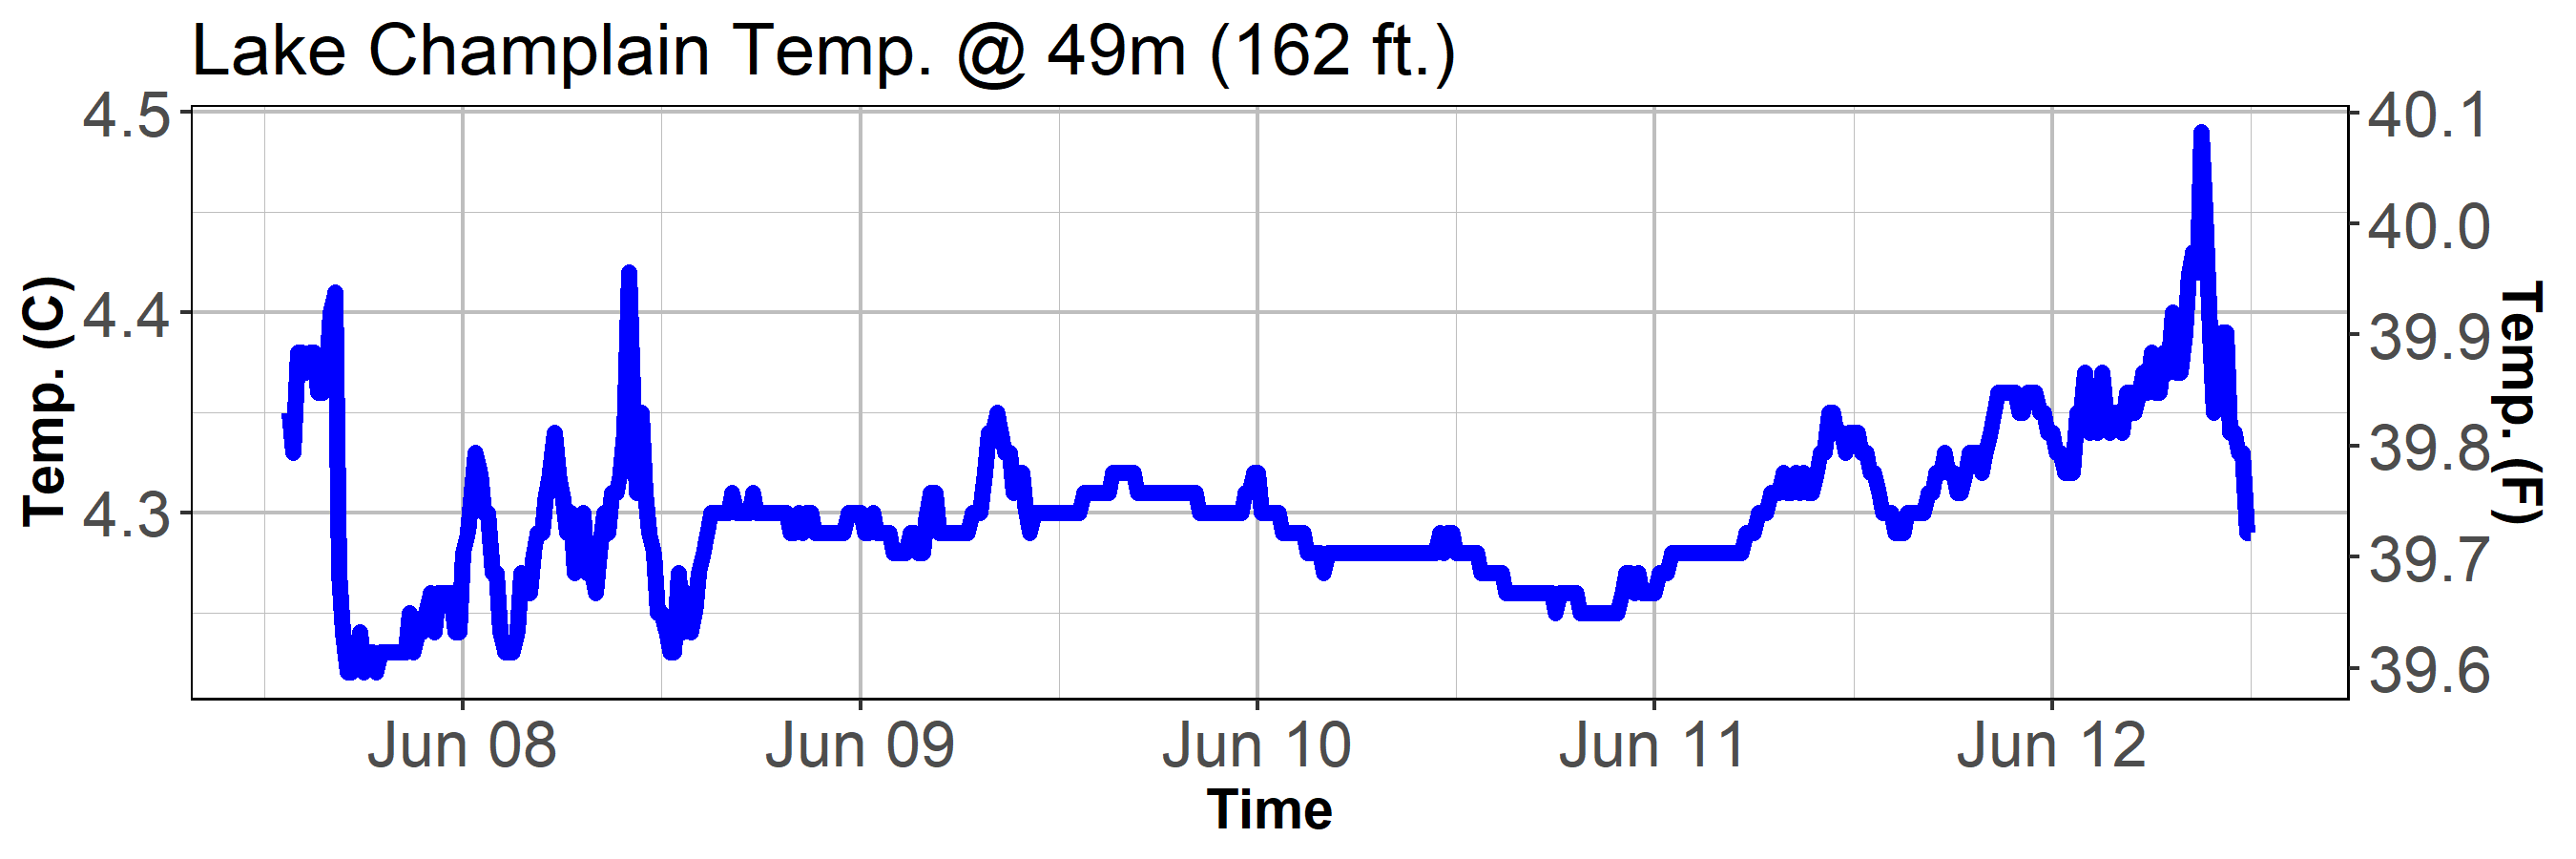 Lake Champlain Temp. @ 49m (162 ft.)
4.5
4.4
4.3
Temp. (C)
40.1
40.0
39.9
39.8
39.7
39.6
Temp. (F)
Jun 08 Jun 09 Jun 10 Jun 11 Jun 12
Time